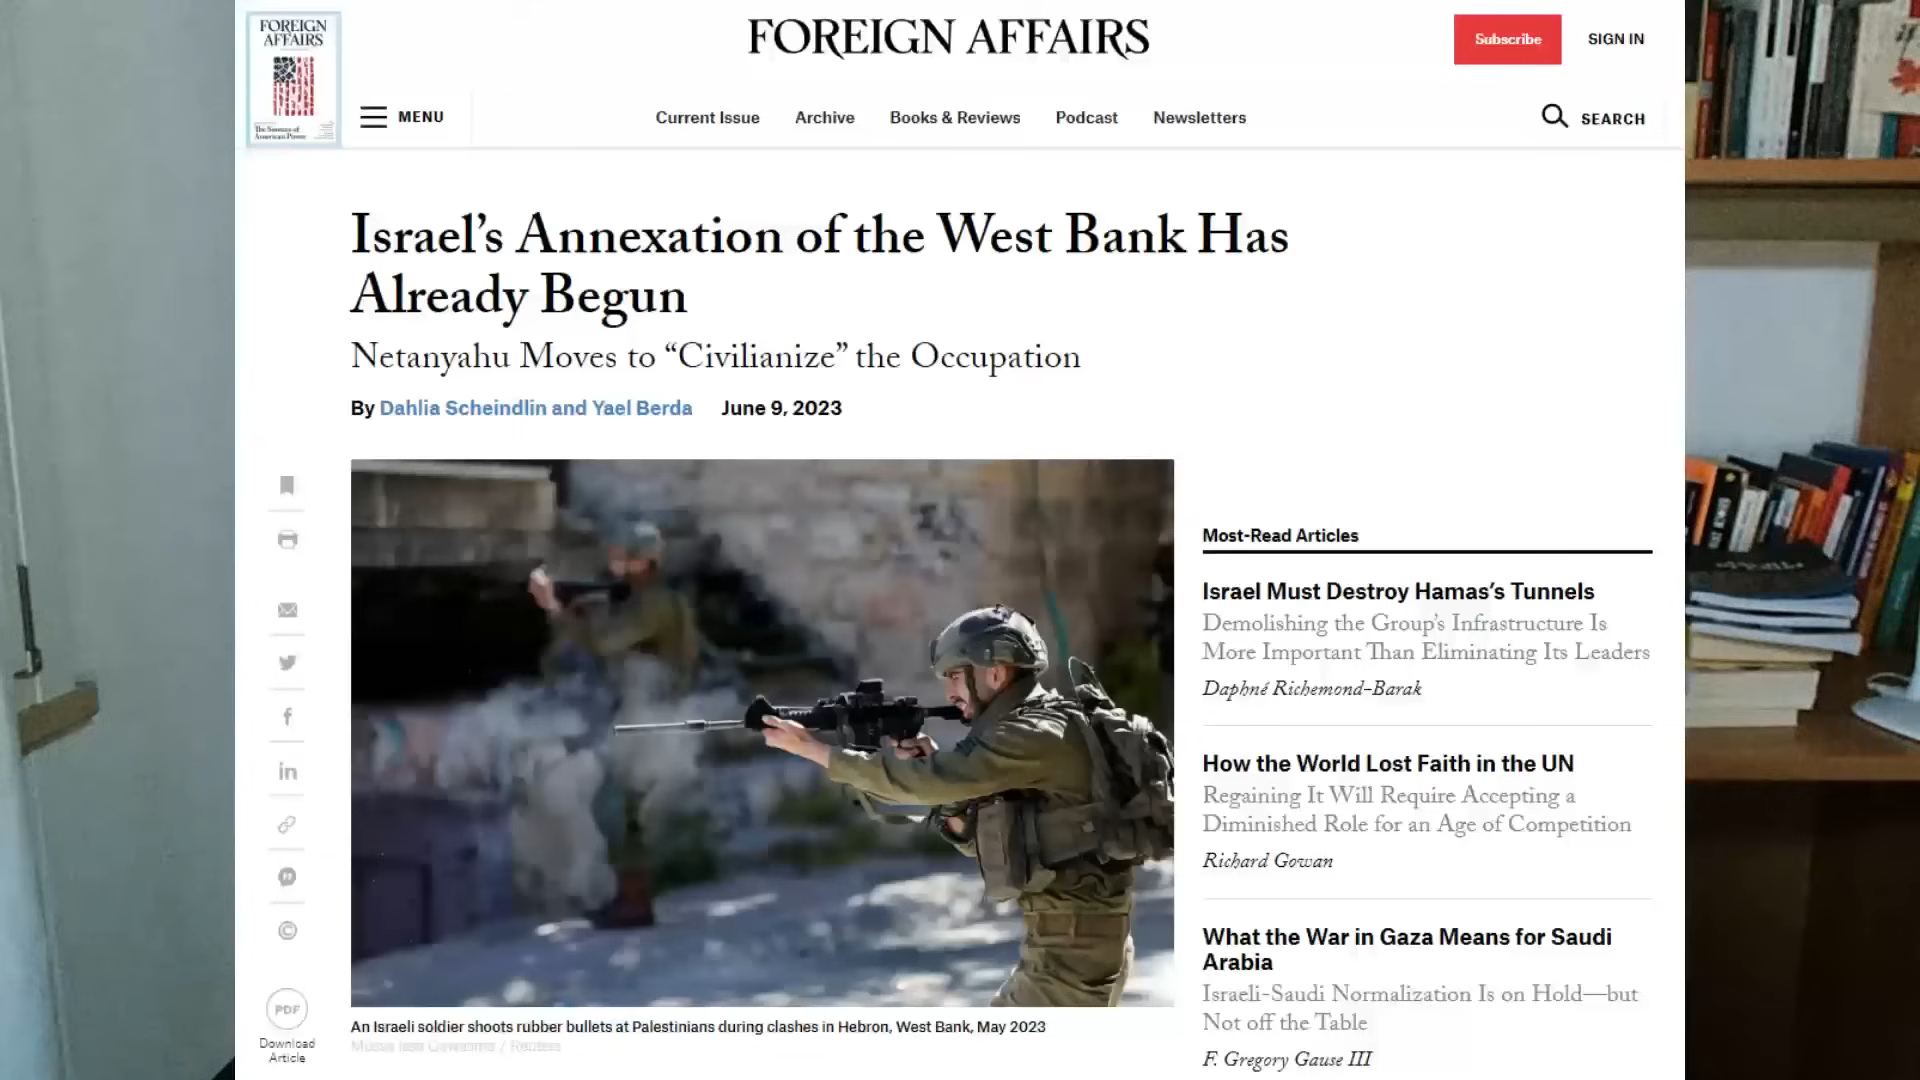 FOREIGN
AFFAIRS
The Sources of
American Power
FOREIGN AFFAIRS
Subscribe
SIGN IN
MENU
Current Issue
Archive
Books & Reviews
Podcast
Newsletters
SEARCH
Israel’s Annexation of the West Bank Has
Already Begun
Netanyahu Moves to “Civilianize” the Occupation
By Dahlia Scheindlin and Yael Berda
June 9, 2023
PDF
Download
Article
An Israeli soldier shoots rubber bullets at Palestinians during clashes in Hebron, West Bank, May 2023
/ Reuters
Most-Read Articles
Israel Must Destroy Hamas’s Tunnels
Demolishing the Group’s Infrastructure Is
More Important Than Eliminating Its Leaders
Daphné Richemond-Barak
How the World Lost Faith in the UN
Regaining It Will Require Accepting a
Diminished Role for an Age of Competition
Richard Gowan
What the War in Gaza Means for Saudi
Arabia
Israeli-Saudi Normalization Is on Hold—but
Not off the Table
F. Gregory Gause III